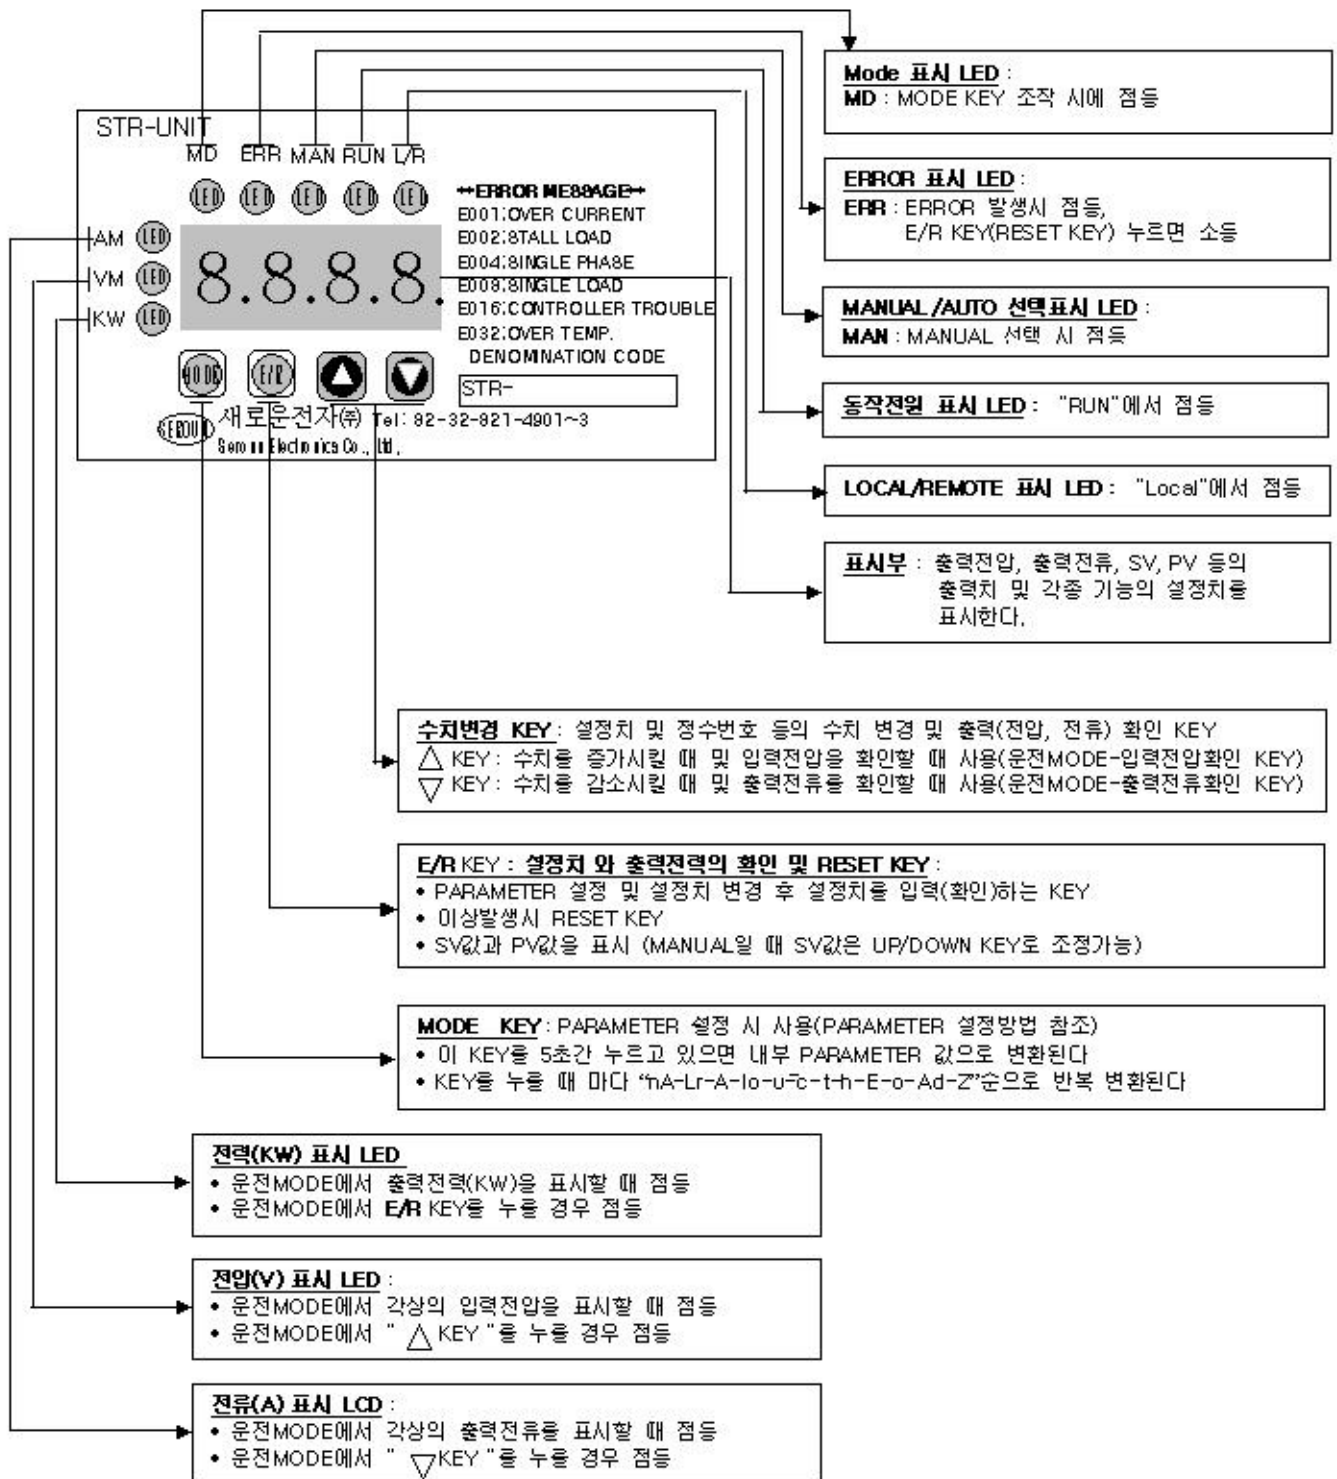 STR-UNIT
MD ERR MAN RUN L/R
LED LED LED LED LED
AM LED
VM LED
KW LED
8.8.8.8.
**ERROR ME88AGE**
E001:OVER CURRENT
E002:8TALL LOAD
E004:8INGLE PHA8E
E008:8INGLE LOAD
E016:CONTROLLER TROUBLE
E032:OVER TEMP.
DENOMINATION CODE
STR-
MODE E/R
SEROUN 새로운전자㈜ Tel: 82-32-821-4901~3
Seroun Electronics Co., Ltd,
Mode 표시 LED :
MD : MODE KEY 조작 시에 점등
ERROR 표시 LED :
ERR : ERROR 발생시 점등,
E/R KEY(RESET KEY) 누르면 소등
MANUAL/AUTO 선택표시 LED :
MAN : MANUAL 선택 시 점등
동작전원 표시 LED : "RUN"에서 점등
LOCAL/REMOTE 표시 LED : "Local"에서 점등
표시부 : 출력전압, 출력전류, SV, PV 등의
출력치 및 각종 기능의 설정치를
표시한다.
수치변경 KEY : 설정치 및 정수번호 등의 수치 변경 및 출력(전압, 전류) 확인 KEY
△ KEY : 수치를 증가시킬 때 및 입력전압을 확인할 때 사용(운전MODE-입력전압확인 KEY)
▽ KEY : 수치를 감소시킬 때 및 출력전류를 확인할 때 사용(운전MODE-출력전류확인 KEY)
E/R KEY : 설정치 와 출력전력의 확인 및 RESET KEY :
• PARAMETER 설정 및 설정치 변경 후 설정치를 입력(확인)하는 KEY
• 이상발생시 RESET KEY
• SV값과 PV값을 표시 (MANUAL일 때 SV값은 UP/DOWN KEY로 조정가능)
MODE KEY : PARAMETER 설정 시 사용(PARAMETER 설정방법 참조)
• 이 KEY를 5초간 누르고 있으면 내부 PARAMETER 값으로 변환된다
• KEY를 누를 때 마다 “nA-Lr-A-Io-u-c-t-h-E-o-Ad-Z”순으로 반복 변환된다
전력(KW) 표시 LED
• 운전MODE에서 출력전력(KW)을 표시할 때 점등
• 운전MODE에서 E/R KEY를 누를 경우 점등
전압(V) 표시 LED :
• 운전MODE에서 각상의 입력전압을 표시할 때 점등
• 운전MODE에서 " △ KEY "를 누를 경우 점등
전류(A) 표시 LCD :
• 운전MODE에서 각상의 출력전류를 표시할 때 점등
• 운전MODE에서 " ▽KEY "를 누를 경우 점등